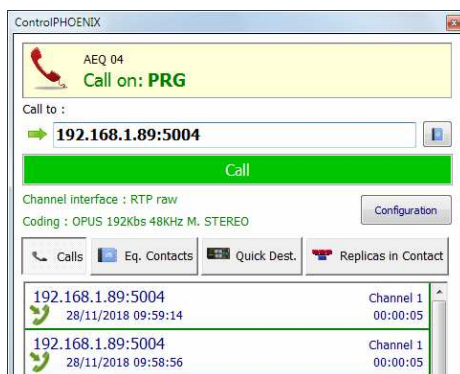 ControlPHOENIX
AEQ 04
Call on: PRG
Call to :
192.168.1.89:5004
Call
Channel interface : RTP raw
Coding : OPUS 192Kbs 48KHz M. STEREO
Configuration
Calls Eq. Contacts Quick Dest. Replicas in Contact
192.168.1.89:5004 Channel 1
28/11/2018 09:59:14 00:00:05
192.168.1.89:5004 Channel 1
28/11/2018 09:58:56 00:00:05